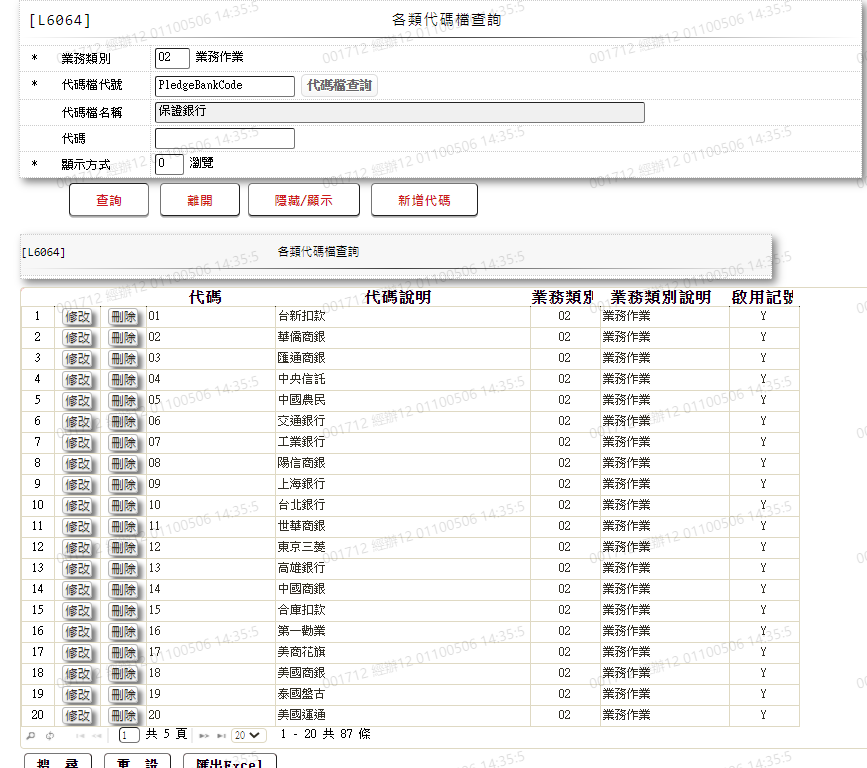 [L6064] 各類代碼檔查詢
* 業務類別 02 業務作業
* 代碼檔代號 PledgeBankCode 代碼檔查詢
代碼檔名稱 保證銀行
代碼
* 顯示方式 0 瀏覽
查詢 離開 隱藏/顯示 新增代碼
[L6064] 各類代碼檔查詢
代碼 代碼說明 業務類別 業務類別說明 啟用記號
1 修改 刪除 01 台新扣款 02 業務作業 Y
2 修改 刪除 02 華僑商銀 02 業務作業 Y
3 修改 刪除 03 匯通商銀 02 業務作業 Y
4 修改 刪除 04 中央信託 02 業務作業 Y
5 修改 刪除 05 中國農民 02 業務作業 Y
6 修改 刪除 06 交通銀行 02 業務作業 Y
7 修改 刪除 07 工業銀行 02 業務作業 Y
8 修改 刪除 08 陽信商銀 02 業務作業 Y
9 修改 刪除 09 上海銀行 02 業務作業 Y
10 修改 刪除 10 台北銀行 02 業務作業 Y
11 修改 刪除 11 世華商銀 02 業務作業 Y
12 修改 刪除 12 東京三菱 02 業務作業 Y
13 修改 刪除 13 高雄銀行 02 業務作業 Y
14 修改 刪除 14 中國商銀 02 業務作業 Y
15 修改 刪除 15 合庫扣款 02 業務作業 Y
16 修改 刪除 16 第一勸業 02 業務作業 Y
17 修改 刪除 17 美商花旗 02 業務作業 Y
18 修改 刪除 18 美國商銀 02 業務作業 Y
19 修改 刪除 19 泰國盤古 02 業務作業 Y
20 修改 刪除 20 美國運通 02 業務作業 Y
1 共 5 頁 20 1 - 20 共 87 條
搜 尋 重 設 匯出Excel
001712 經辦12 01100506 14:35:5